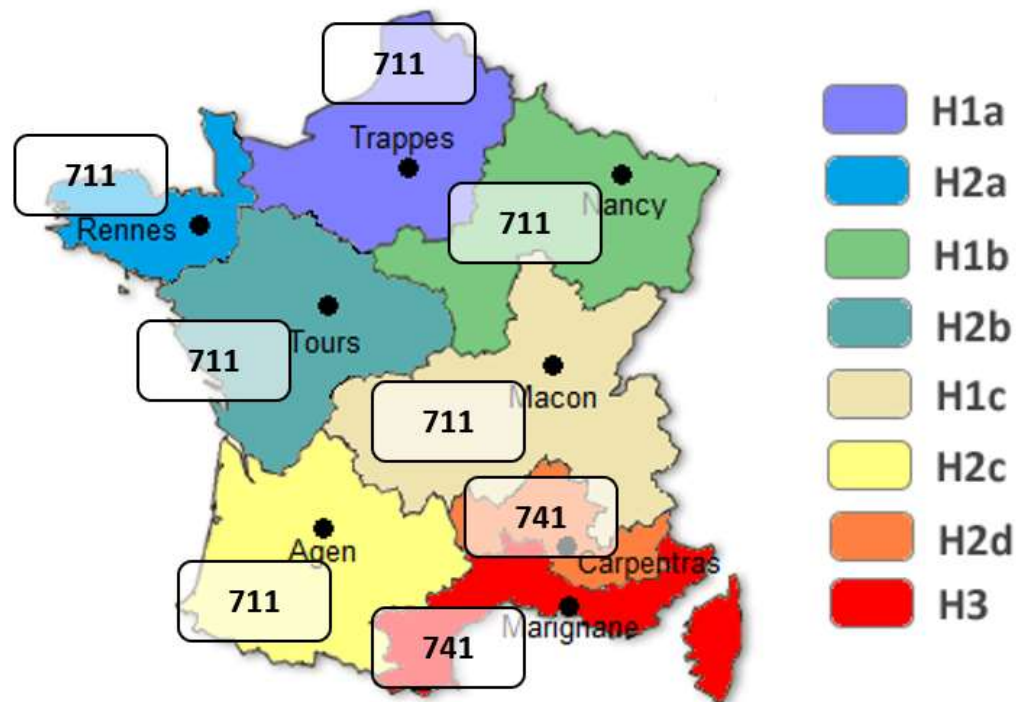 711
Trappes
711
Rennes
711
Nancy
Tours
711
Macon
711
741
Agen
Carpentras
711
Marignane
741
H1a
H2a
H1b
H2b
H1c
H2c
H2d
H3